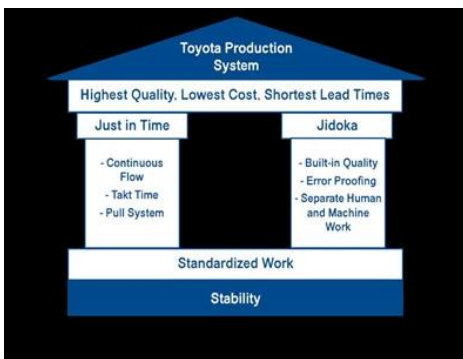 Toyota Production
System
Highest Quality, Lowest Cost, Shortest Lead Times
Just in Time
- Continuous
Flow
- Takt Time
- Pull System
Jidoka
- Built-in Quality
- Error Proofing
- Separate Human
and Machine
Work
Standardized Work
Stability